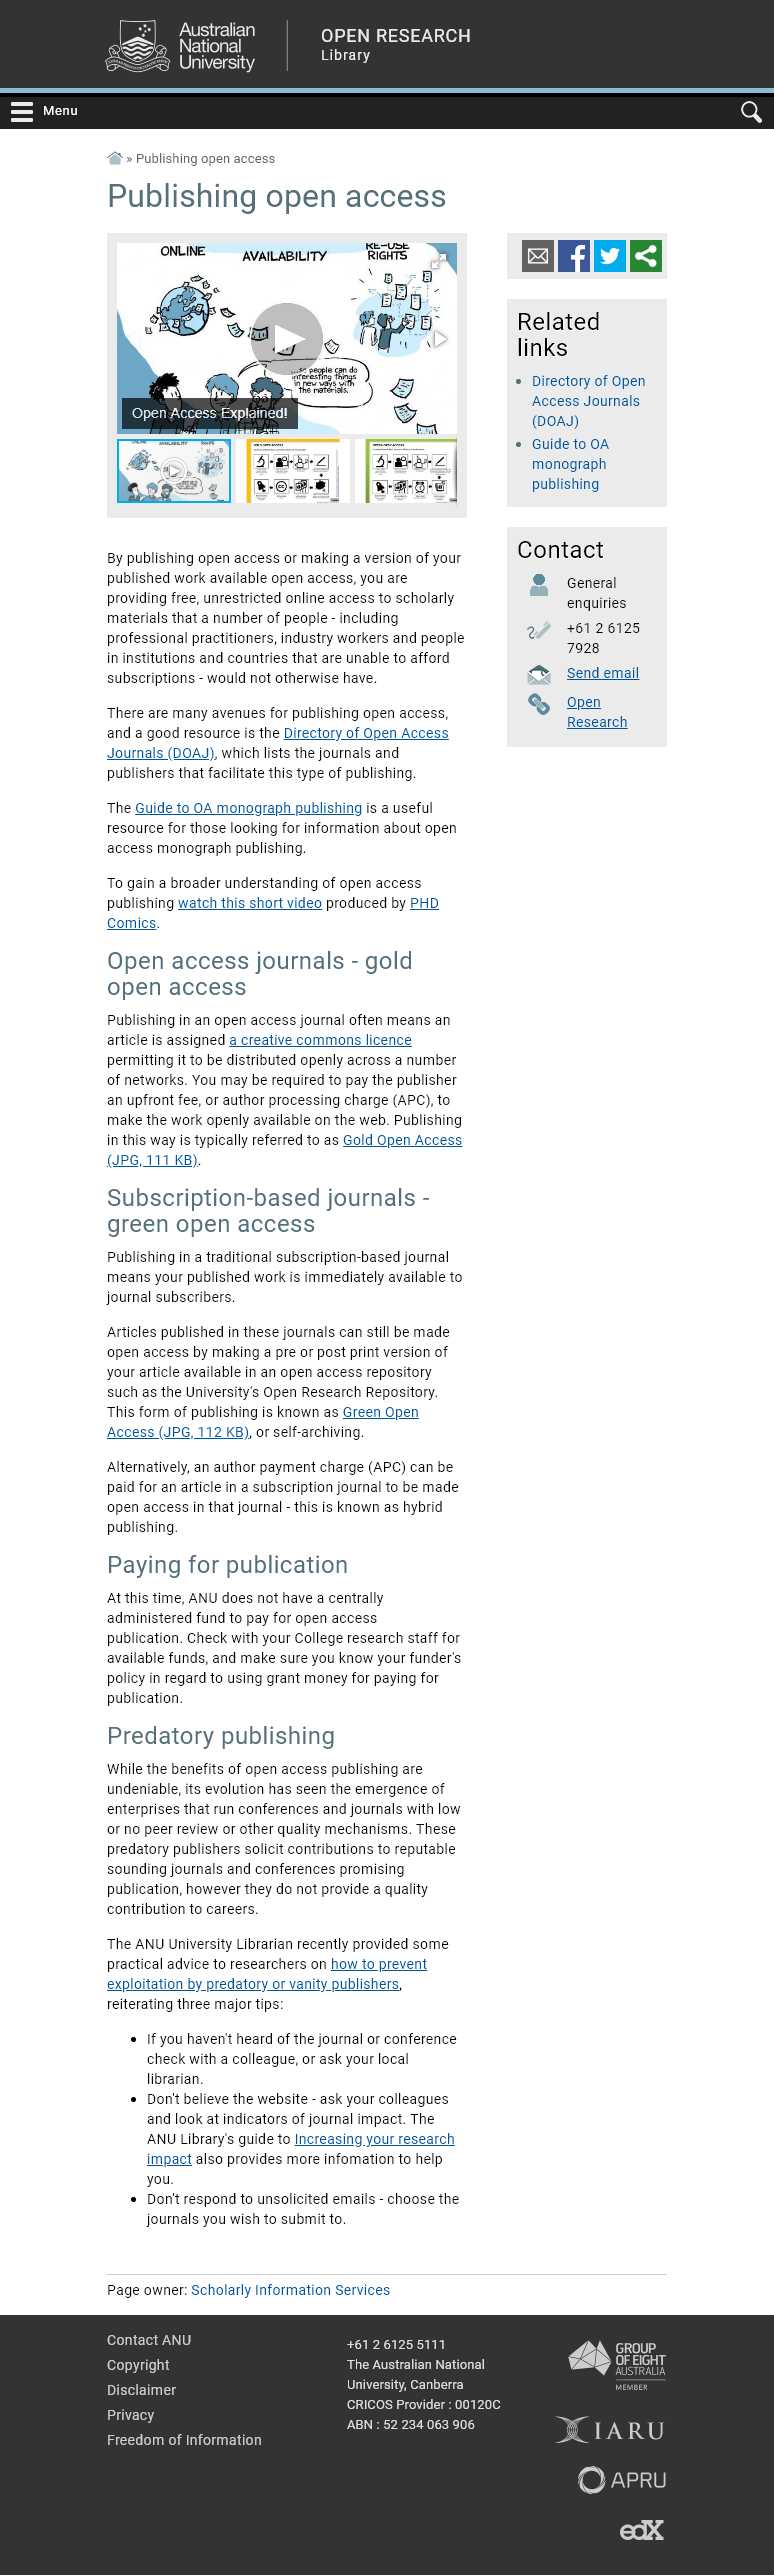 Australian
National
University
OPEN RESEARCH
Library
Menu
» Publishing open access
Publishing open access
ONLINE
AVAILABILITY
RE-USE
RIGHTS
people can do
interesting things
in new ways with
the materials.
Open Access Explained!
By publishing open access or making a version of your
published work available open access, you are
providing free, unrestricted online access to scholarly
materials that a number of people - including
professional practitioners, industry workers and people
in institutions and countries that are unable to afford
subscriptions - would not otherwise have.
There are many avenues for publishing open access,
and a good resource is the Directory of Open Access
Journals (DOAJ), which lists the journals and
publishers that facilitate this type of publishing.
The Guide to OA monograph publishing is a useful
resource for those looking for information about open
access monograph publishing.
To gain a broader understanding of open access
publishing watch this short video produced by PHD
Comics.
Open access journals - gold
open access
Publishing in an open access journal often means an
article is assigned a creative commons licence
permitting it to be distributed openly across a number
of networks. You may be required to pay the publisher
an upfront fee, or author processing charge (APC), to
make the work openly available on the web. Publishing
in this way is typically referred to as Gold Open Access
(JPG, 111 KB).
Subscription-based journals -
green open access
Publishing in a traditional subscription-based journal
means your published work is immediately available to
journal subscribers.
Articles published in these journals can still be made
open access by making a pre or post print version of
your article available in an open access repository
such as the University's Open Research Repository.
This form of publishing is known as Green Open
Access (JPG, 112 KB), or self-archiving.
Alternatively, an author payment charge (APC) can be
paid for an article in a subscription journal to be made
open access in that journal - this is known as hybrid
publishing.
Paying for publication
At this time, ANU does not have a centrally
administered fund to pay for open access
publication. Check with your College research staff for
available funds, and make sure you know your funder's
policy in regard to using grant money for paying for
publication.
Predatory publishing
While the benefits of open access publishing are
undeniable, its evolution has seen the emergence of
enterprises that run conferences and journals with low
or no peer review or other quality mechanisms. These
predatory publishers solicit contributions to reputable
sounding journals and conferences promising
publication, however they do not provide a quality
contribution to careers.
The ANU University Librarian recently provided some
practical advice to researchers on how to prevent
exploitation by predatory or vanity publishers,
reiterating three major tips:
If you haven't heard of the journal or conference
check with a colleague, or ask your local
librarian.
Don't believe the website - ask your colleagues
and look at indicators of journal impact. The
ANU Library's guide to Increasing your research
impact also provides more infomation to help
you.
Don't respond to unsolicited emails - choose the
journals you wish to submit to.
Related
links
Directory of Open
Access Journals
(DOAJ)
Guide to OA
monograph
publishing
Contact
General
enquiries
+61 2 6125
7928
Send email
Open
Research
Page owner: Scholarly Information Services
Contact ANU
Copyright
Disclaimer
Privacy
Freedom of Information
+61 2 6125 5111
The Australian National
University, Canberra
CRICOS Provider : 00120C
ABN : 52 234 063 906
GROUP
OF EIGHT
AUSTRALIA
MEMBER
IARU
APRU
edX